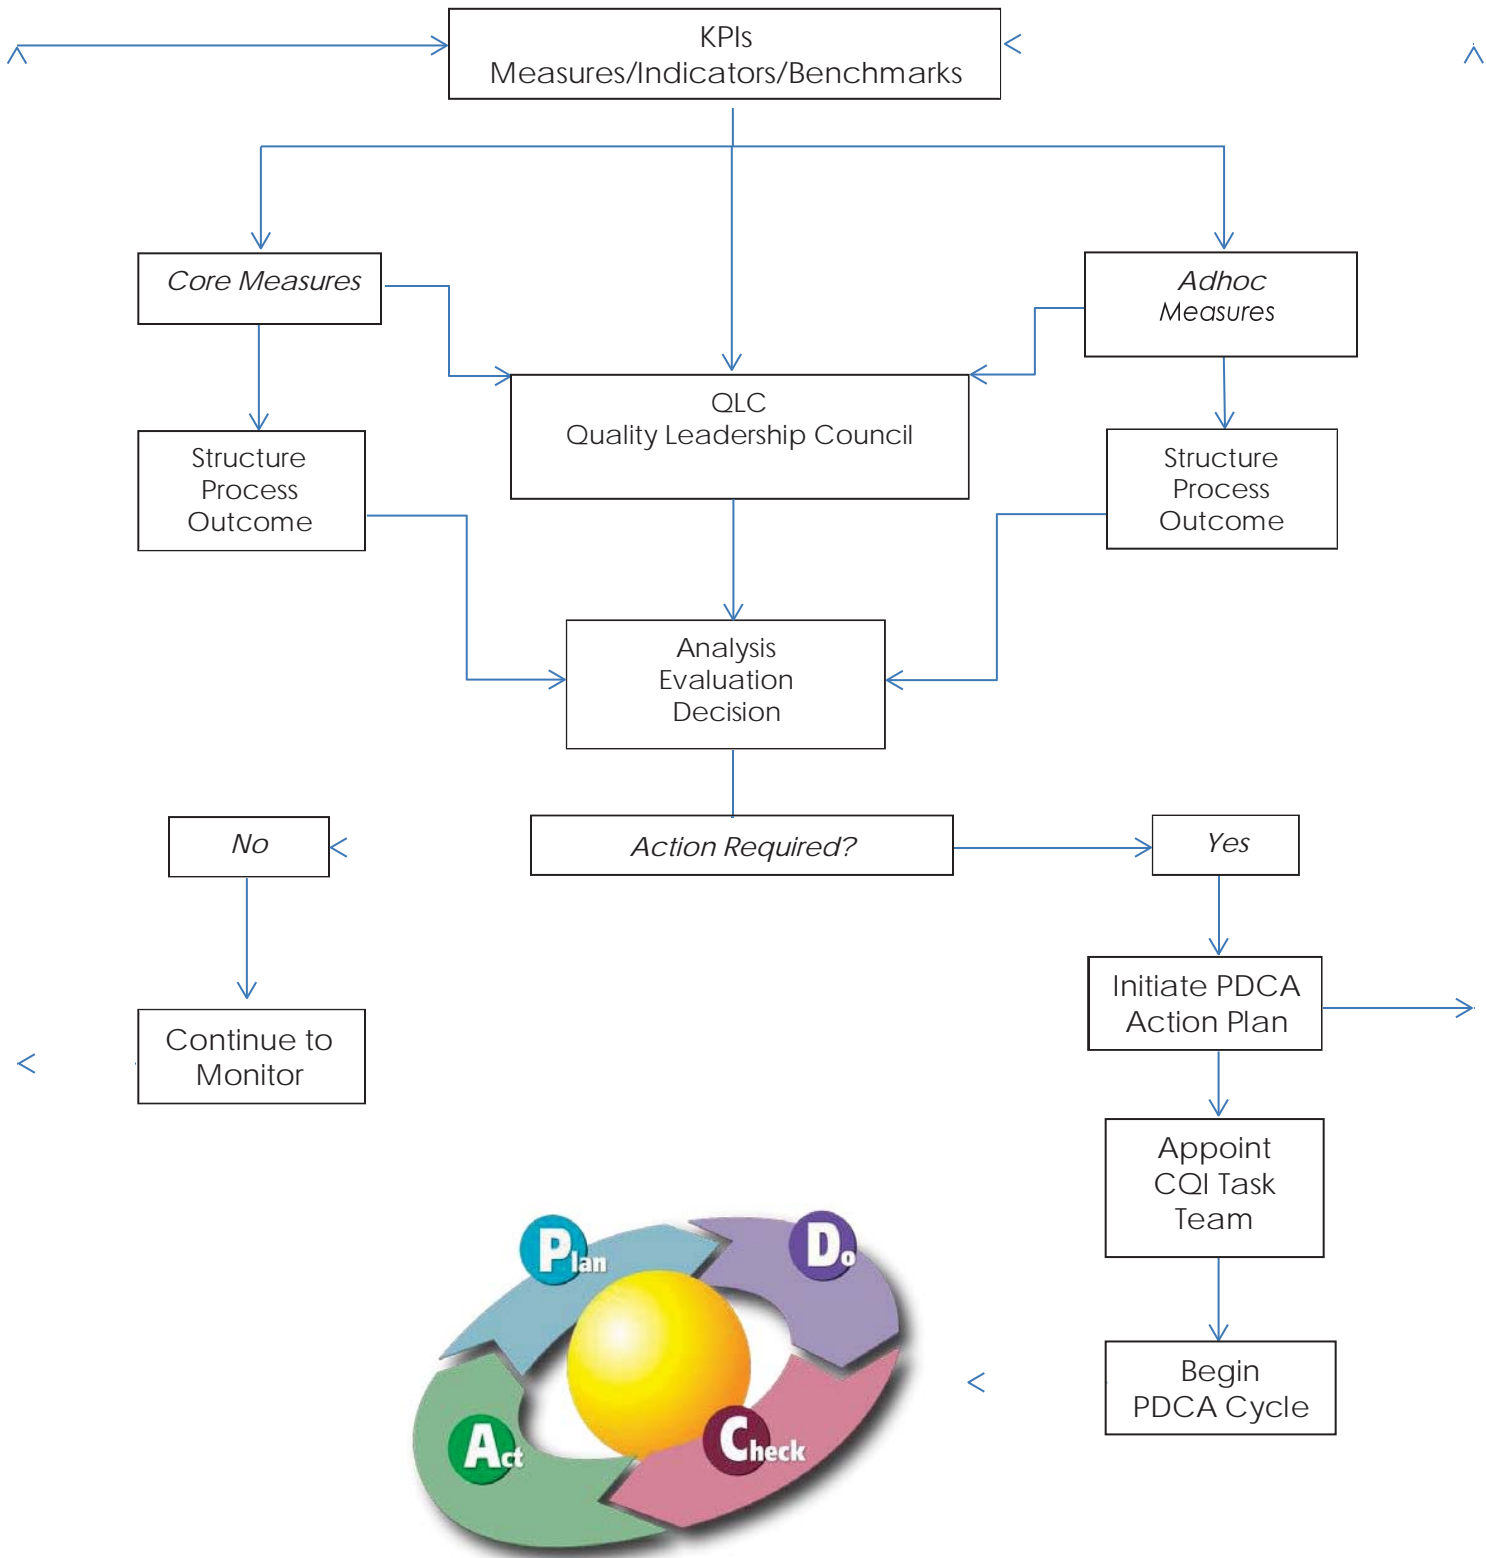 KPIs
Measures/Indicators/Benchmarks
Core Measures
Adhoc
Measures
QLC
Quality Leadership Council
Structure
Process
Outcome
Structure
Process
Outcome
Analysis
Evaluation
Decision
No
Action Required?
Yes
Initiate PDCA
Action Plan
Continue to
Monitor
Appoint
CQI Task
Team
Plan
Do
Act
Check
Begin
PDCA Cycle